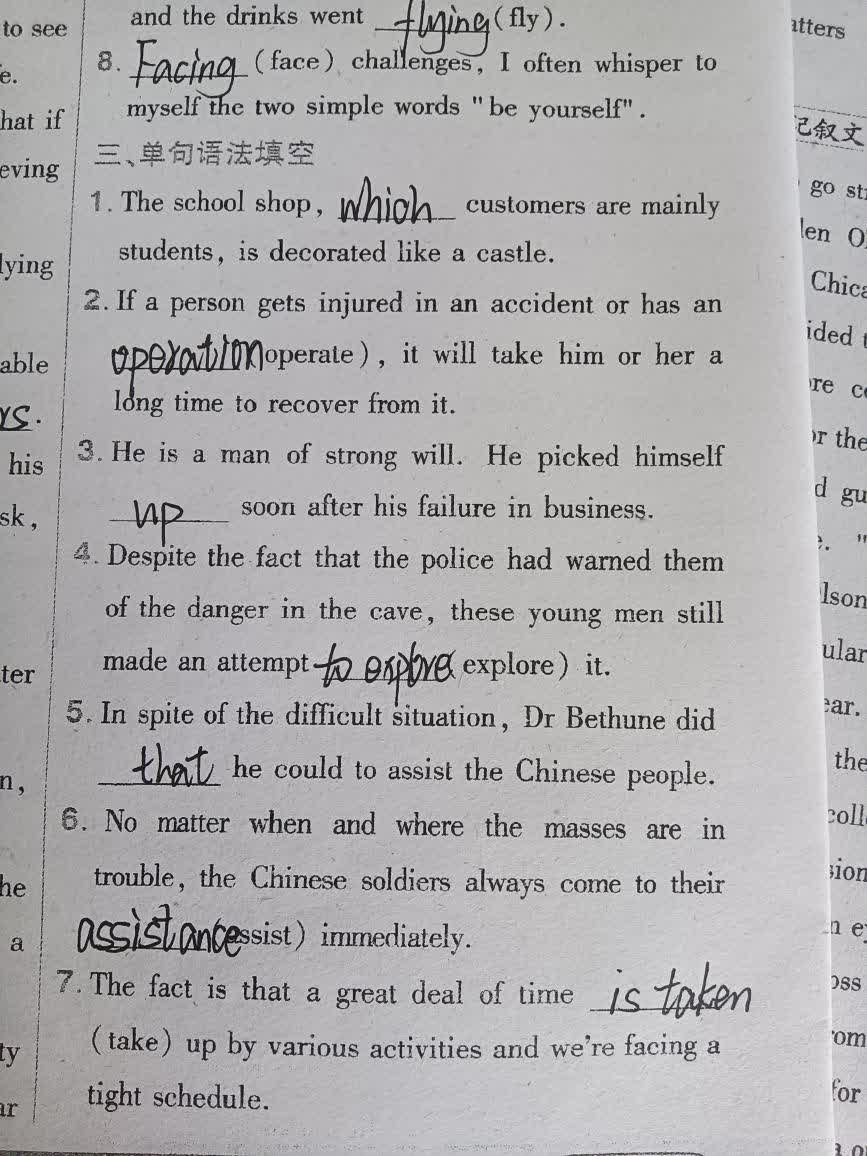 to see
e.
hat if
eving
lying
able
rs.
his
sk,
ter
n,
he
a
ty
ar
and the drinks went flying (fly).
8. Facing (face) challenges, I often whisper to
myself the two simple words "be yourself".
三、单句语法填空
1. The school shop, which customers are mainly
students, is decorated like a castle.
2. If a person gets injured in an accident or has an
operation operate), it will take him or her a
long time to recover from it.
3. He is a man of strong will. He picked himself
up soon after his failure in business.
4. Despite the fact that the police had warned them
of the danger in the cave, these young men still
made an attempt to explore (explore) it.
5. In spite of the difficult situation, Dr Bethune did
that he could to assist the Chinese people.
6. No matter when and where the masses are in
trouble, the Chinese soldiers always come to their
assistance ssist) immediately.
7. The fact is that a great deal of time is taken
(take) up by various activities and we're facing a
tight schedule.
atters
记叙文
go st
len O
Chica
ided t
re c
or the
d gu
e. "
lson
ular
ear.
the
coll
sion
n e
oss
rom
for